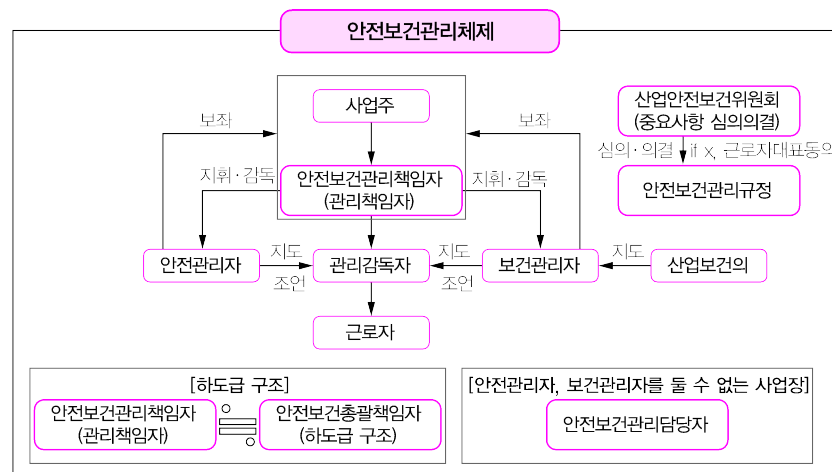 안전보건관리체제
사업주
산업안전보건위원회
(중요사항 심의의결)
보좌
보좌
심의·의결
if x, 근로자대표동의
지휘·감독
안전보건관리책임자
(관리책임자)
지휘·감독
안전보건관리규정
안전관리자
지도
조언
관리감독자
지도
조언
보건관리자
지도
산업보건의
근로자
[하도급 구조]
안전보건관리책임자
(관리책임자)
≒
안전보건총괄책임자
(하도급 구조)
[안전관리자, 보건관리자를 둘 수 없는 사업장]
안전보건관리담당자